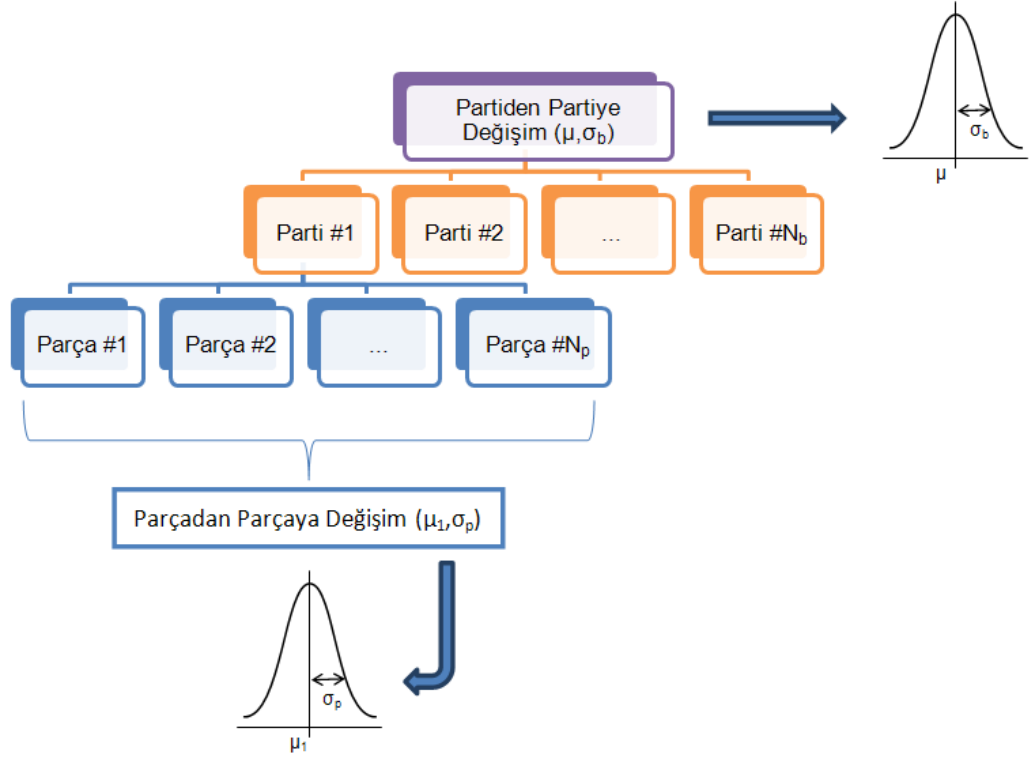 Partiden Partiye
Değişim (μ,σb)
σb
μ
Parti #1
Parti #2
...
Parti #Nb
Parça #1
Parça #2
...
Parça #Np
Parçadan Parçaya Değişim (μ1,σp)
σp
μ1